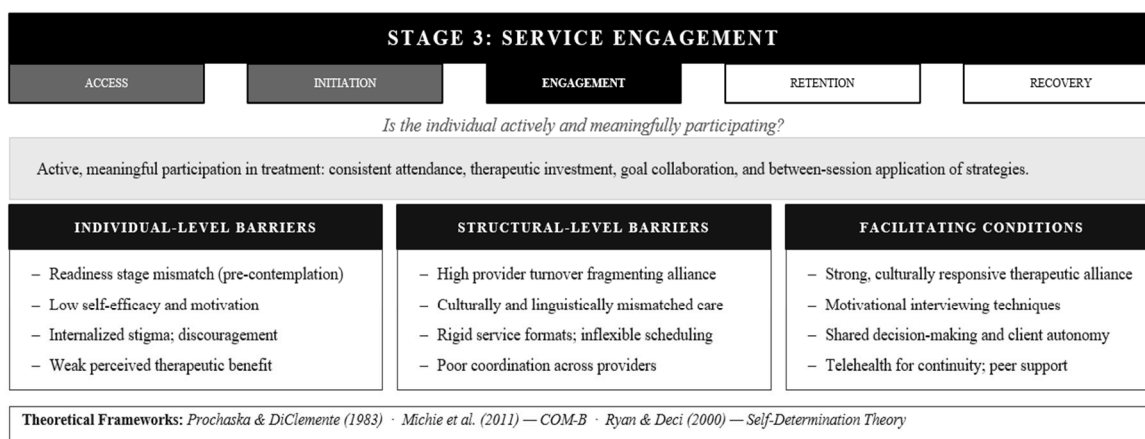 STAGE 3: SERVICE ENGAGEMENT
ACCESS
INITIATION
ENGAGEMENT
RETENTION
RECOVERY
Is the individual actively and meaningfully participating?
Active, meaningful participation in treatment: consistent attendance, therapeutic investment, goal collaboration, and between-session application of strategies.
INDIVIDUAL-LEVEL BARRIERS
– Readiness stage mismatch (pre-contemplation)
– Low self-efficacy and motivation
– Internalized stigma; discouragement
– Weak perceived therapeutic benefit
STRUCTURAL-LEVEL BARRIERS
– High provider turnover fragmenting alliance
– Culturally and linguistically mismatched care
– Rigid service formats; inflexible scheduling
– Poor coordination across providers
FACILITATING CONDITIONS
– Strong, culturally responsive therapeutic alliance
– Motivational interviewing techniques
– Shared decision-making and client autonomy
– Telehealth for continuity; peer support
Theoretical Frameworks: Prochaska & DiClemente (1983) · Michie et al. (2011) — COM-B · Ryan & Deci (2000) — Self-Determination Theory